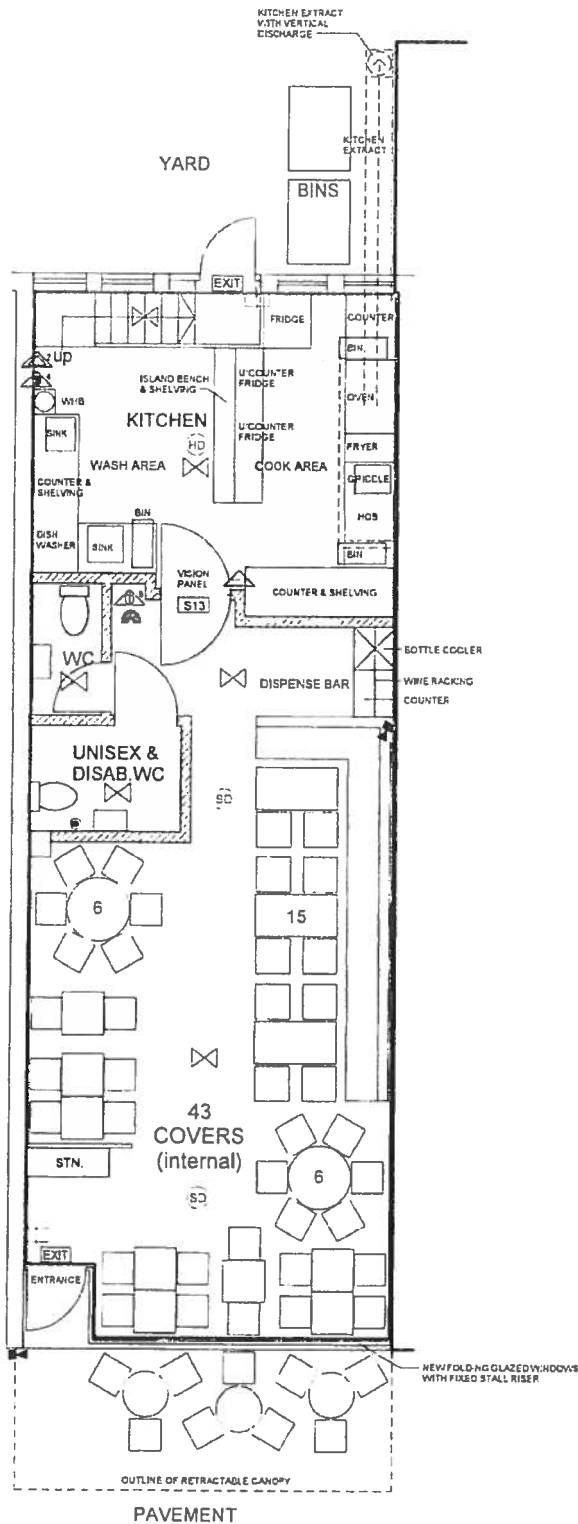 KITCHEN EXTRACT
WITH VERTICAL
DISCHARGE
KITCHEN
EXTRACT
YARD
BINS
EXIT
FRIDGE
COUNTER
BIN
up
ISLAND BENCH
& SHELVING
U'COUNTER
FRIDGE
OVEN
WHB
KITCHEN
U'COUNTER
FRIDGE
SINK
HD
FRYER
WASH AREA
COOK AREA
GRIDDLE
COUNTER &
SHELVING
HOB
BIN
DISH
WASHER
SINK
VISION
PANEL
BIN
S13
COUNTER & SHELVING
WC
BOTTLE COOLER
DISPENSE BAR
WINE RACKING
COUNTER
UNISEX &
DISAB.WC
SD
6
15
43
COVERS
(internal)
STN.
6
SD
EXIT
ENTRANCE
NEW FOLDING GLAZED WINDOWS
WITH FIXED STALL RISER
OUTLINE OF RETRACTABLE CANOPY
PAVEMENT